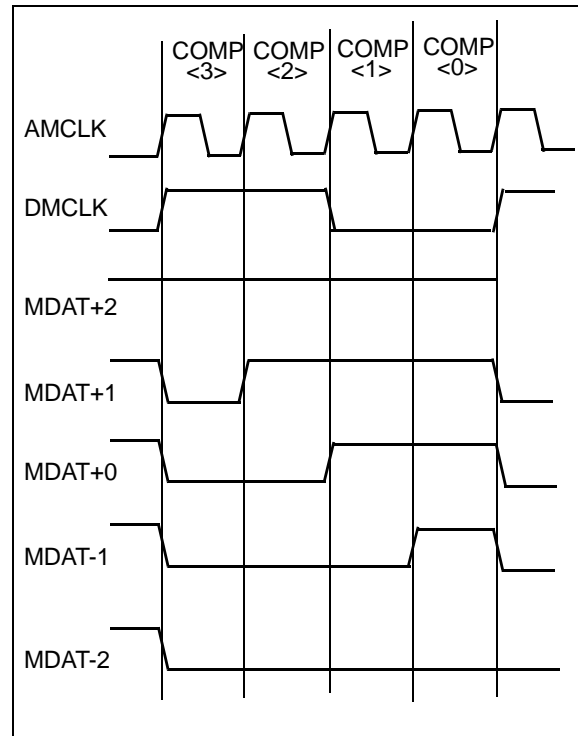 COMP COMP COMP COMP
<3> <2> <1> <0>
AMCLK
DMCLK
MDAT+2
MDAT+1
MDAT+0
MDAT-1
MDAT-2